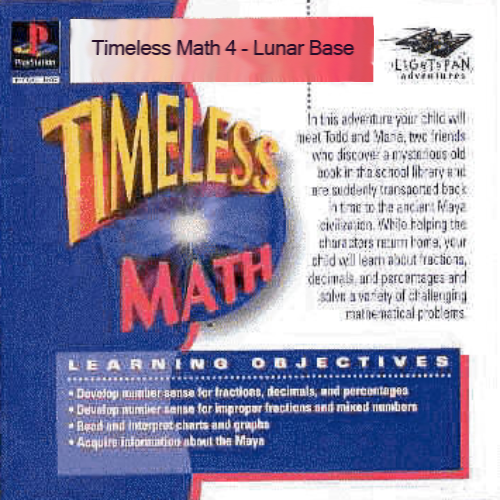 PlayStation
Timeless Math 4 - Lunar Base
LIGHTSPAN
adventures
TIMELESS
MATH
In this adventure your child will
meet Todd and Maria, two friends
who discover a mysterious old
book in the school library and
are suddenly transported back
in time to the ancient Maya
civilization. While helping the
characters return home, your
child will learn about fractions,
decimals, and percentages and
solve a variety of challenging
mathematical problems.
LEARNING OBJECTIVES
• Develop number sense for fractions, decimals, and percentages
• Develop number sense for improper fractions and mixed numbers
• Read and interpret charts and graphs
• Acquire information about the Maya